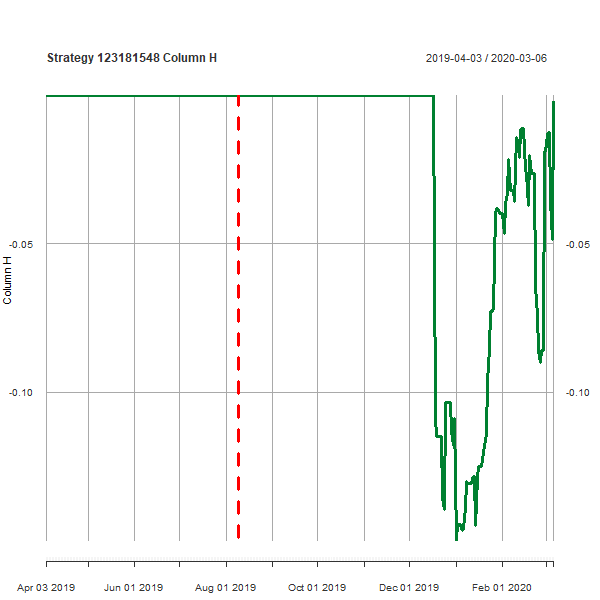 Strategy 123181548 Column H
2019-04-03 / 2020-03-06
Column H
-0.05
-0.05
-0.10
-0.10
Apr 03 2019
Jun 01 2019
Aug 01 2019
Oct 01 2019
Dec 01 2019
Feb 01 2020